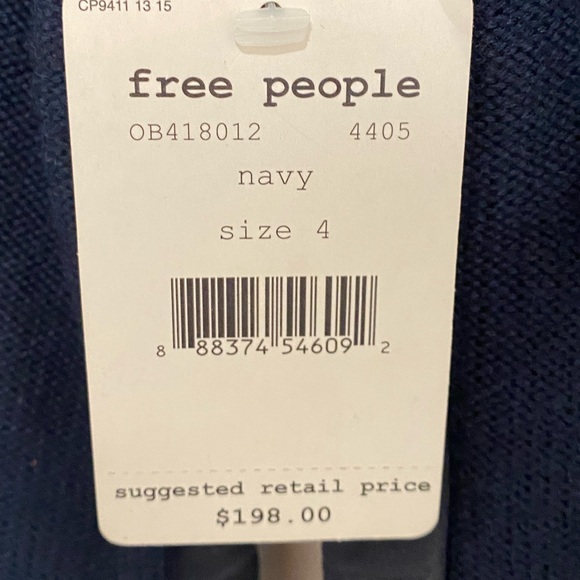 CP9411 13 15
free people
OB418012 4405
navy
size 4
8 88374 54609 2
suggested retail price
$198.00